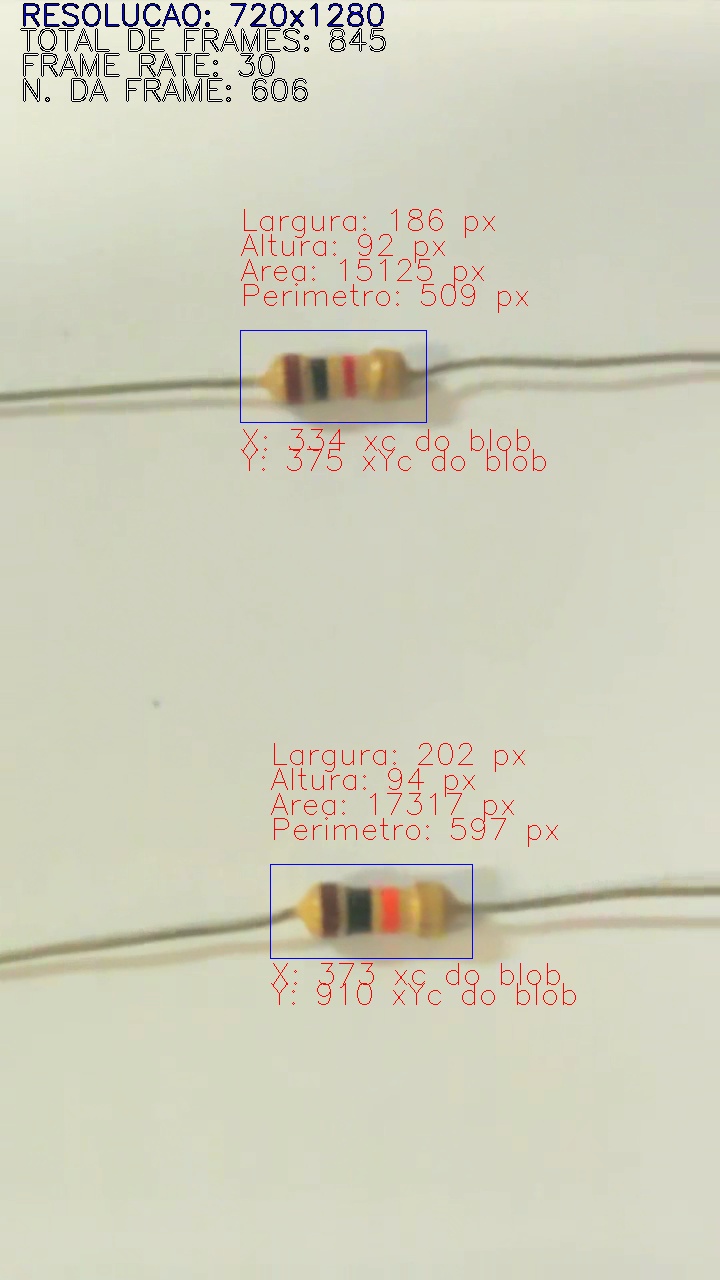 RESOLUCAO: 720x1280
TOTAL DE FRAMES: 845
FRAME RATE: 30
N. DA FRAME: 606
Largura: 186 px
Altura: 92 px
Area: 15125 px
Perimetro: 509 px
X: 334 xc do blob
Y: 375 xYc do blob
Largura: 202 px
Altura: 94 px
Area: 17317 px
Perimetro: 597 px
X: 373 xc do blob
Y: 910 xYc do blob